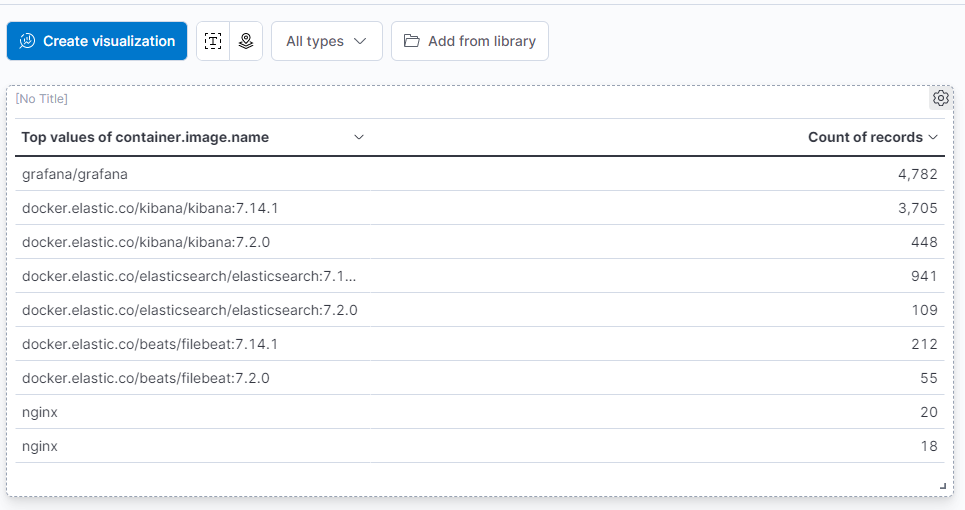 Create visualization
All types
Add from library
[No Title]
Top values of container.image.name Count of records
grafana/grafana 4,782
docker.elastic.co/kibana/kibana:7.14.1 3,705
docker.elastic.co/kibana/kibana:7.2.0 448
docker.elastic.co/elasticsearch/elasticsearch:7.1... 941
docker.elastic.co/elasticsearch/elasticsearch:7.2.0 109
docker.elastic.co/beats/filebeat:7.14.1 212
docker.elastic.co/beats/filebeat:7.2.0 55
nginx 20
nginx 18